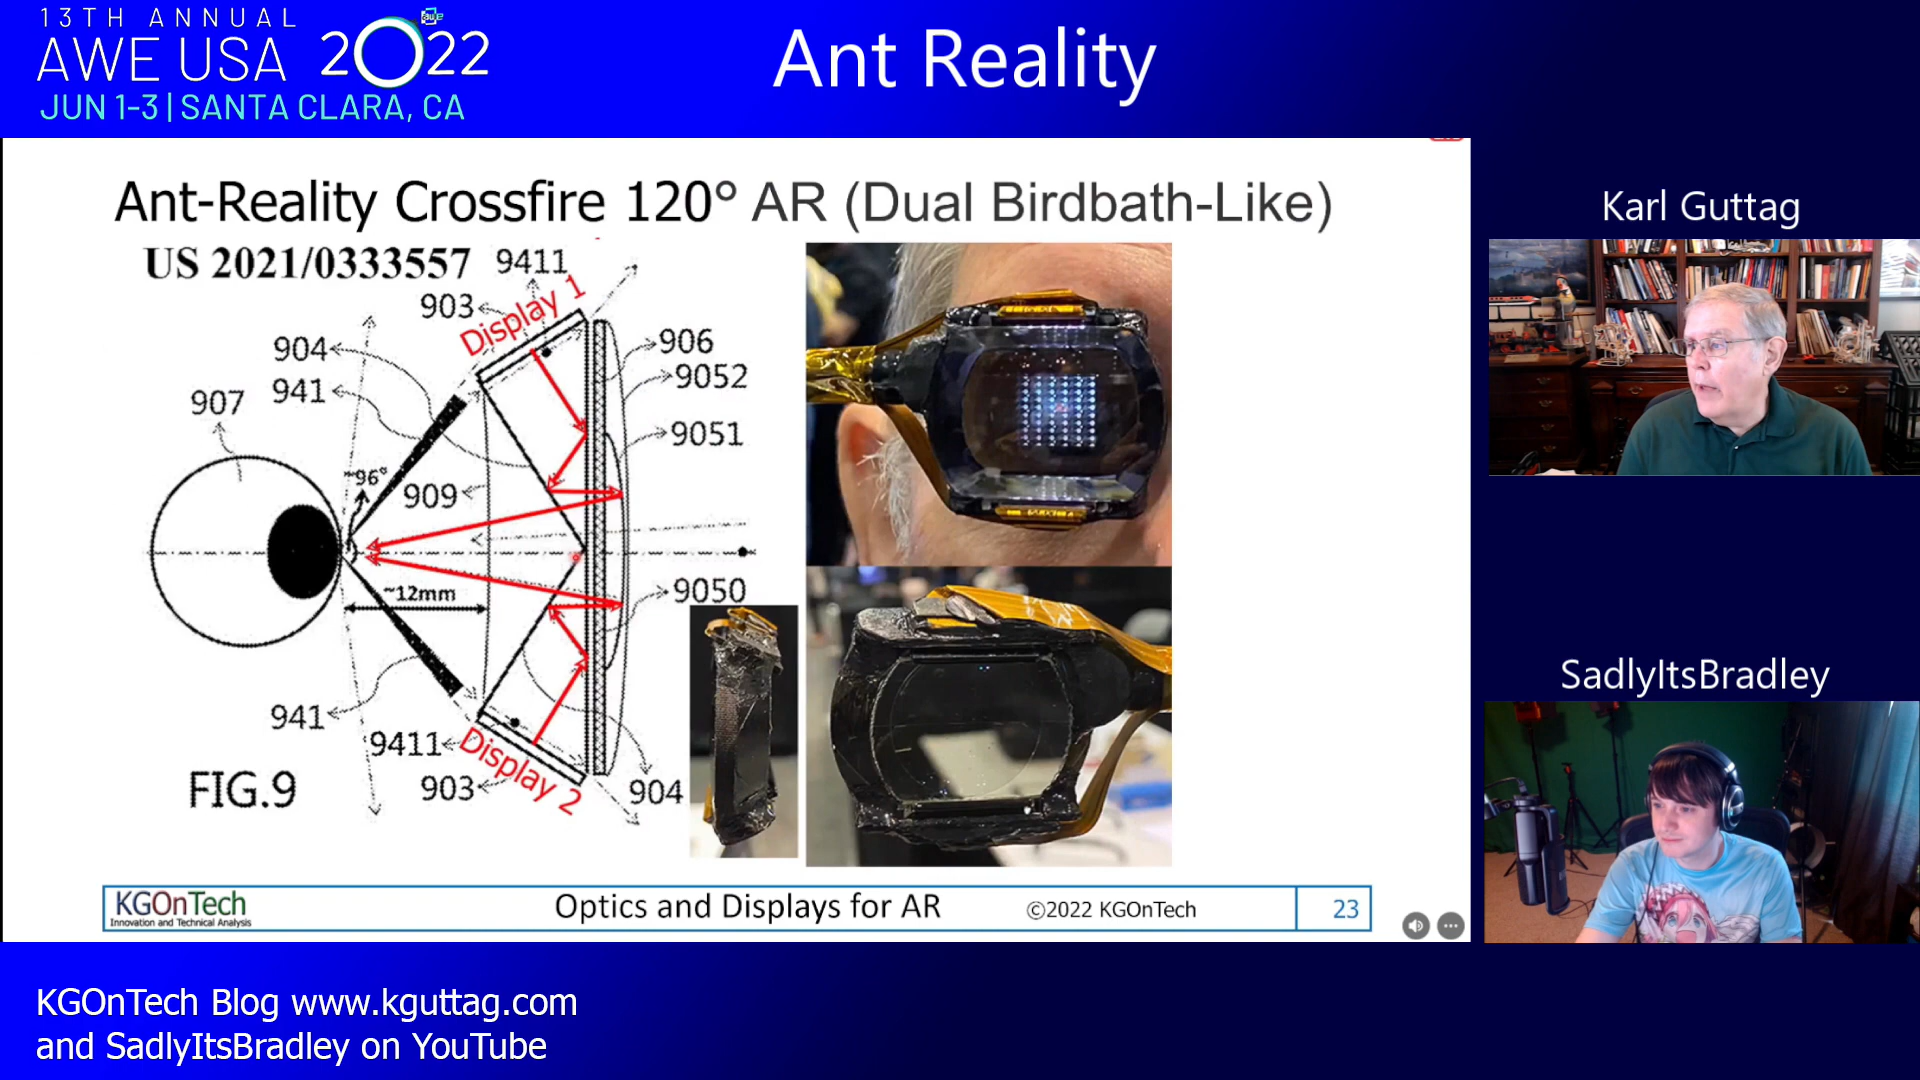 13TH ANNUAL
AWE USA 2022
JUN 1-3 | SANTA CLARA, CA
Ant Reality
Ant-Reality Crossfire 120° AR (Dual Birdbath-Like)
US 2021/0333557
9411
903
Display 1
904
906
941
9052
907
9051
~96°
909
~12mm
9050
941
9411
Display 2
903
904
FIG.9
KGOnTech
Innovation and Technical Analysis
Optics and Displays for AR
©2022 KGOnTech
23
Karl Guttag
SadlyItsBradley
KGOnTech Blog www.kguttag.com
and SadlyItsBradley on YouTube